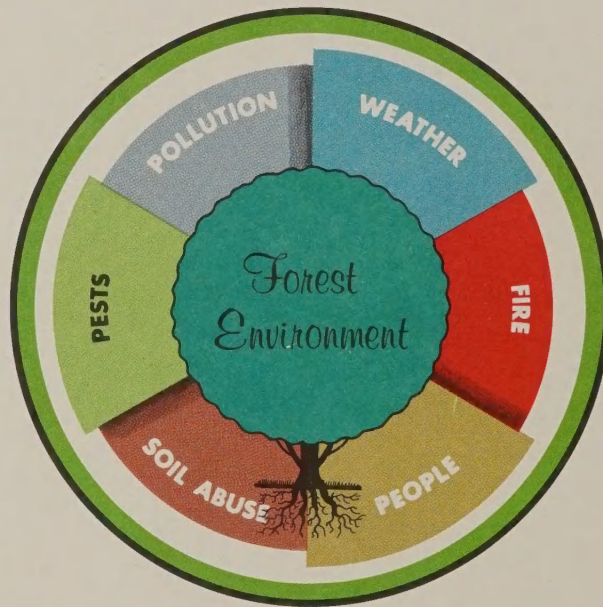 POLLUTION
WEATHER
FIRE
PEOPLE
SOIL ABUSE
PESTS
Forest
Environment